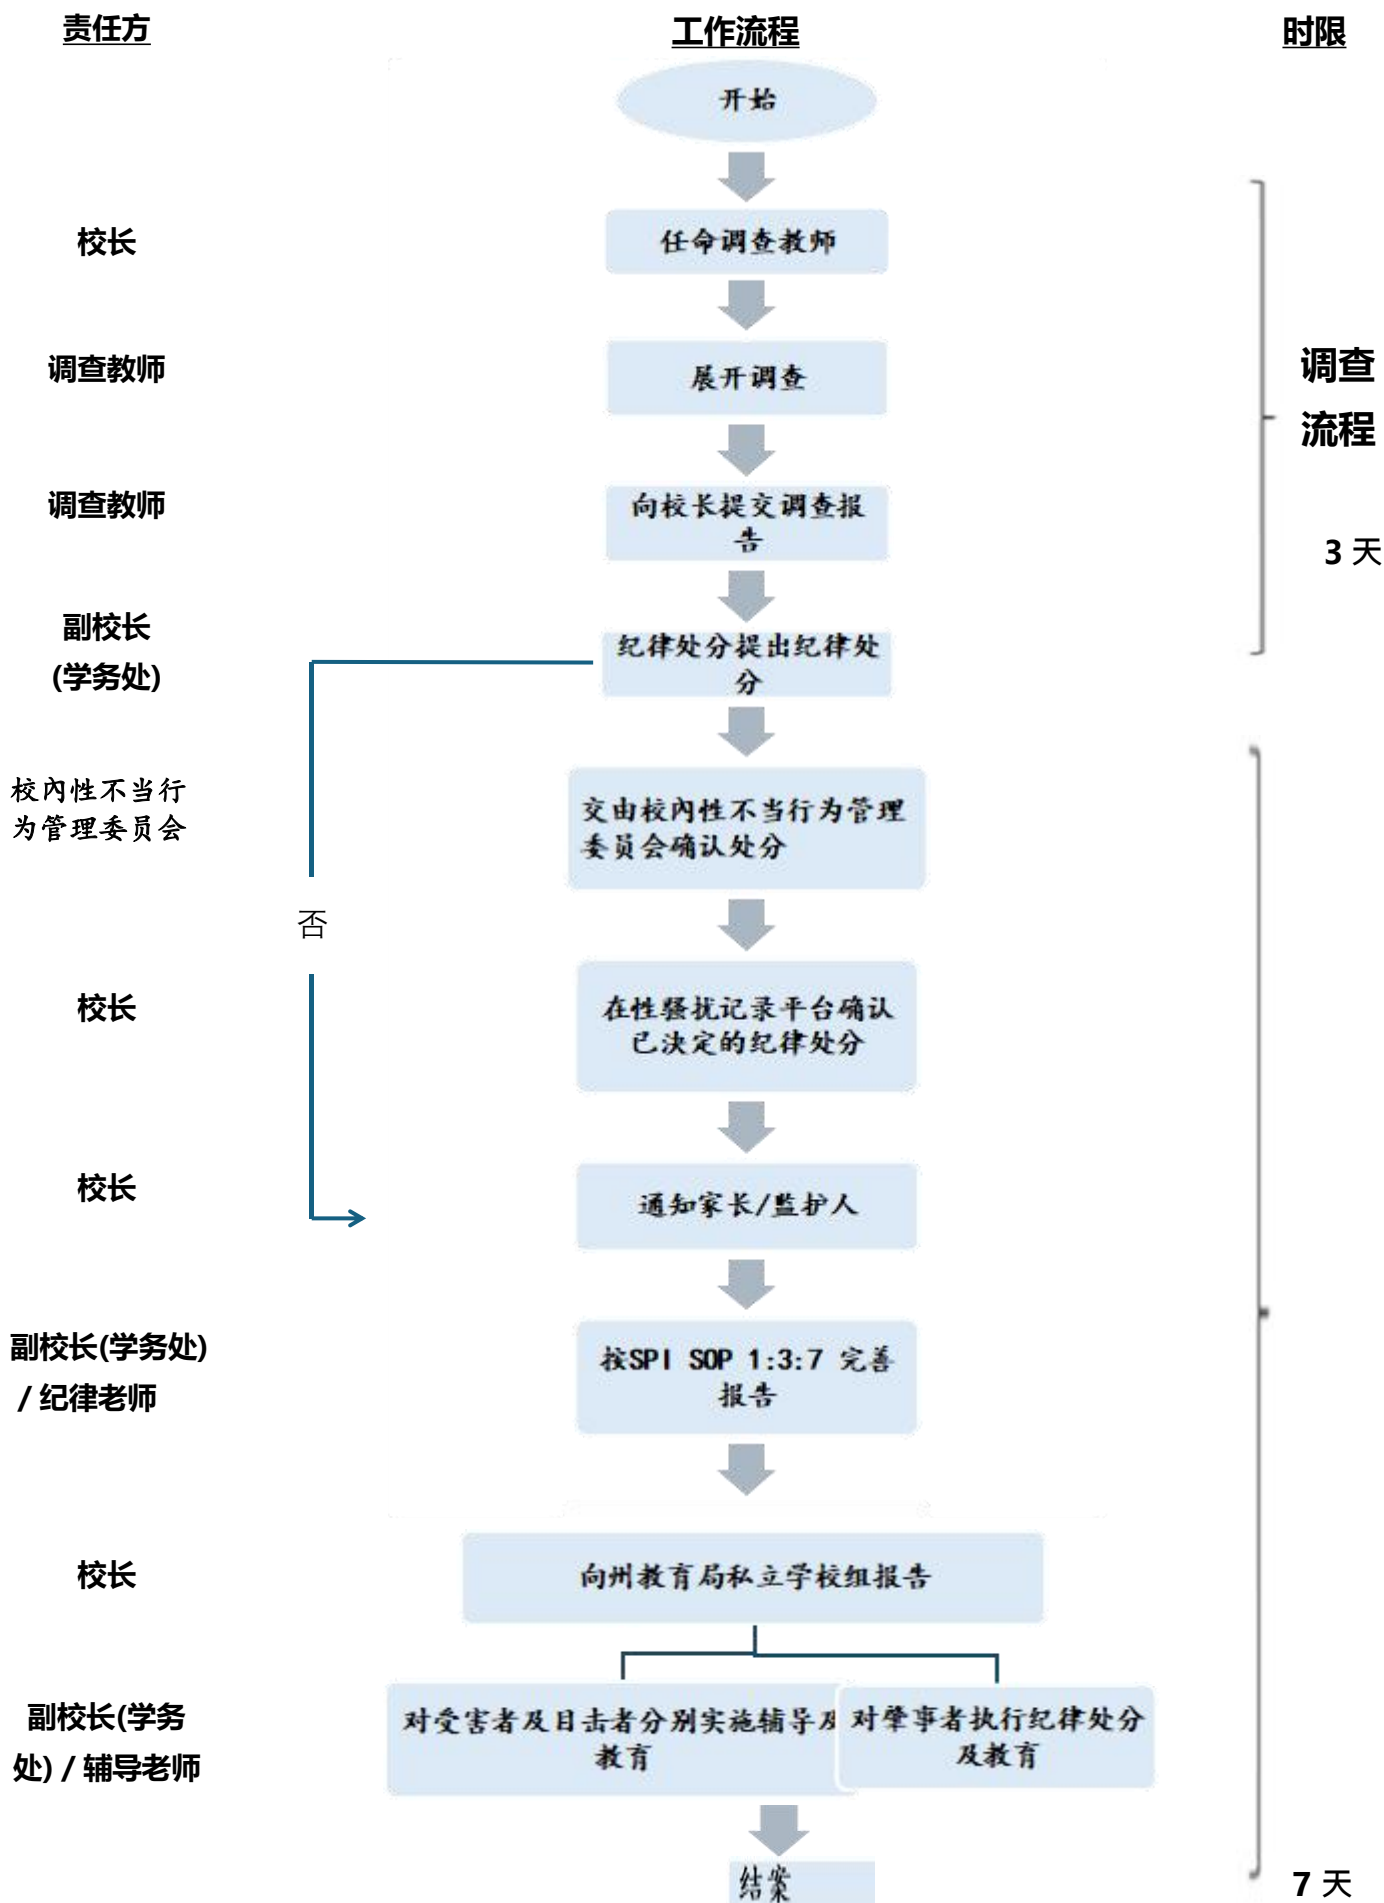 责任方
工作流程
时限
开始
校长
任命调查教师
调查教师
展开调查
调查
流程
调查教师
向校长提交调查报
告
3 天
副校长
(学务处)
纪律处分提出纪律处
分
校内性不当行
为管理委员会
交由校内性不当行为管理
委员会确认处分
否
校长
在性骚扰记录平台确认
已决定的纪律处分
校长
通知家长/监护人
副校长(学务处)
/ 纪律老师
按SPI SOP 1:3:7 完善
报告
校长
向州教育局私立学校组报告
副校长(学务
处) / 辅导老师
对受害者及目击者分别实施辅导及
教育
对肇事者执行纪律处分
及教育
结案
7 天